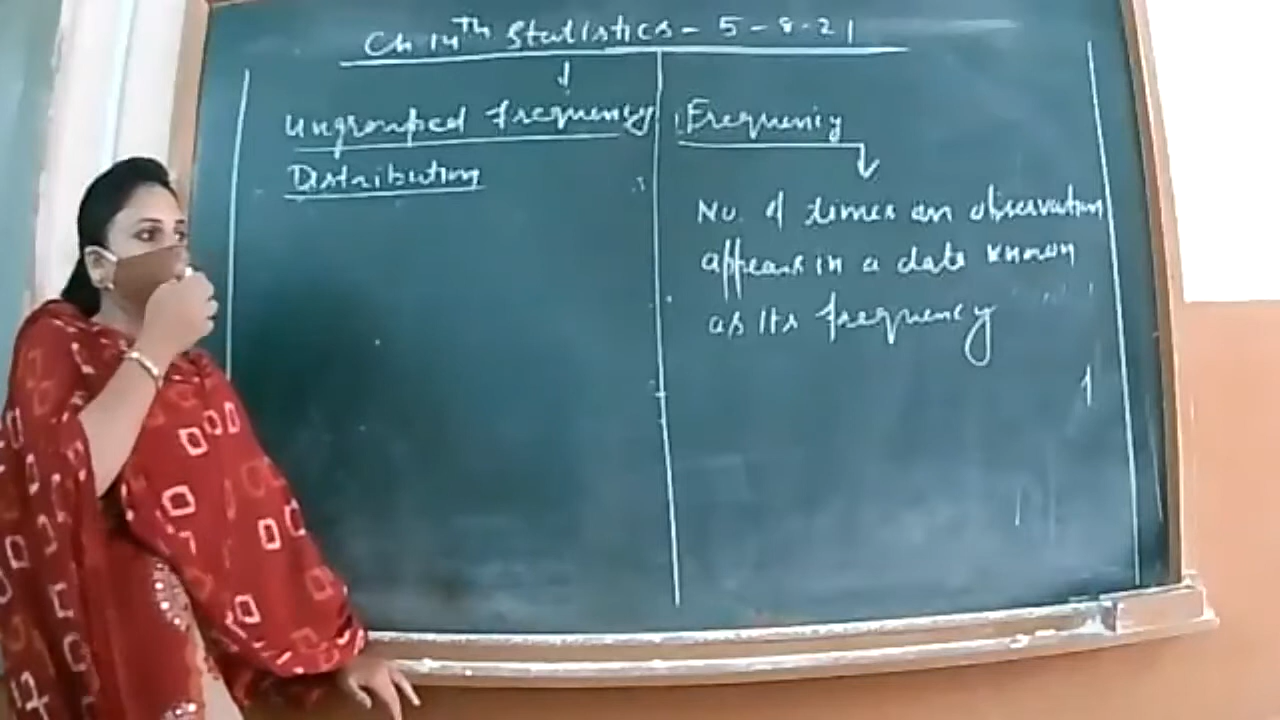 Ch 14th Statistics - 5-8-21
Ungrouped frequency
Distribution
Frequency
No. of times an observation
appears in a data known
as its frequency